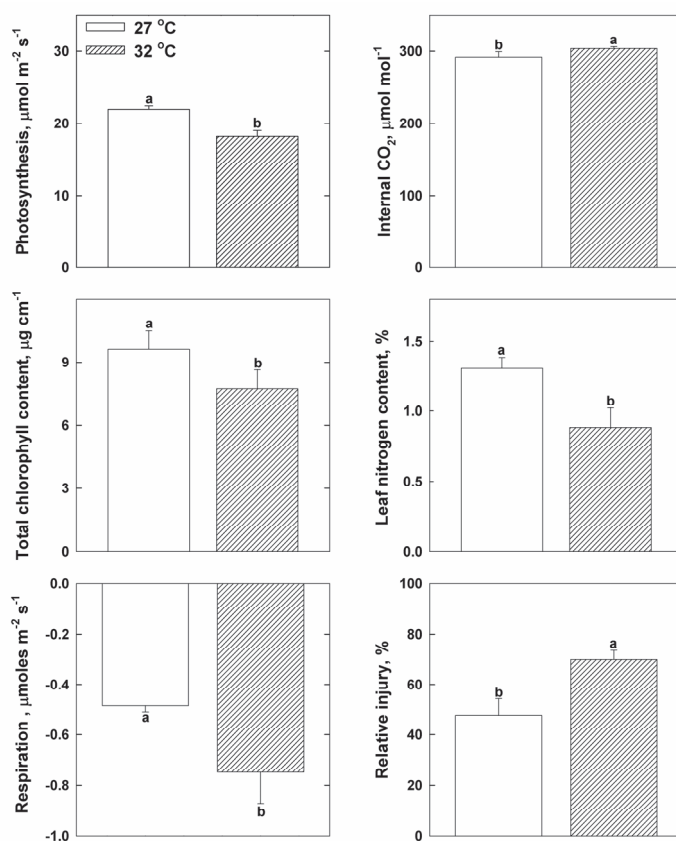 27 °C
32 °C
Photosynthesis, μmol m⁻² s⁻¹
30
20
10
0
a
b
Internal CO₂, μmol mol⁻¹
300
200
100
0
b
a
Total chlorophyll content, μg cm⁻¹
9
6
3
0
a
b
Leaf nitrogen content, %
1.5
1.0
0.5
0.0
a
b
Respiration , μmoles m⁻² s⁻¹
0.0
-0.2
-0.4
-0.6
-0.8
-1.0
a
b
Relative injury, %
100
80
60
40
20
0
b
a